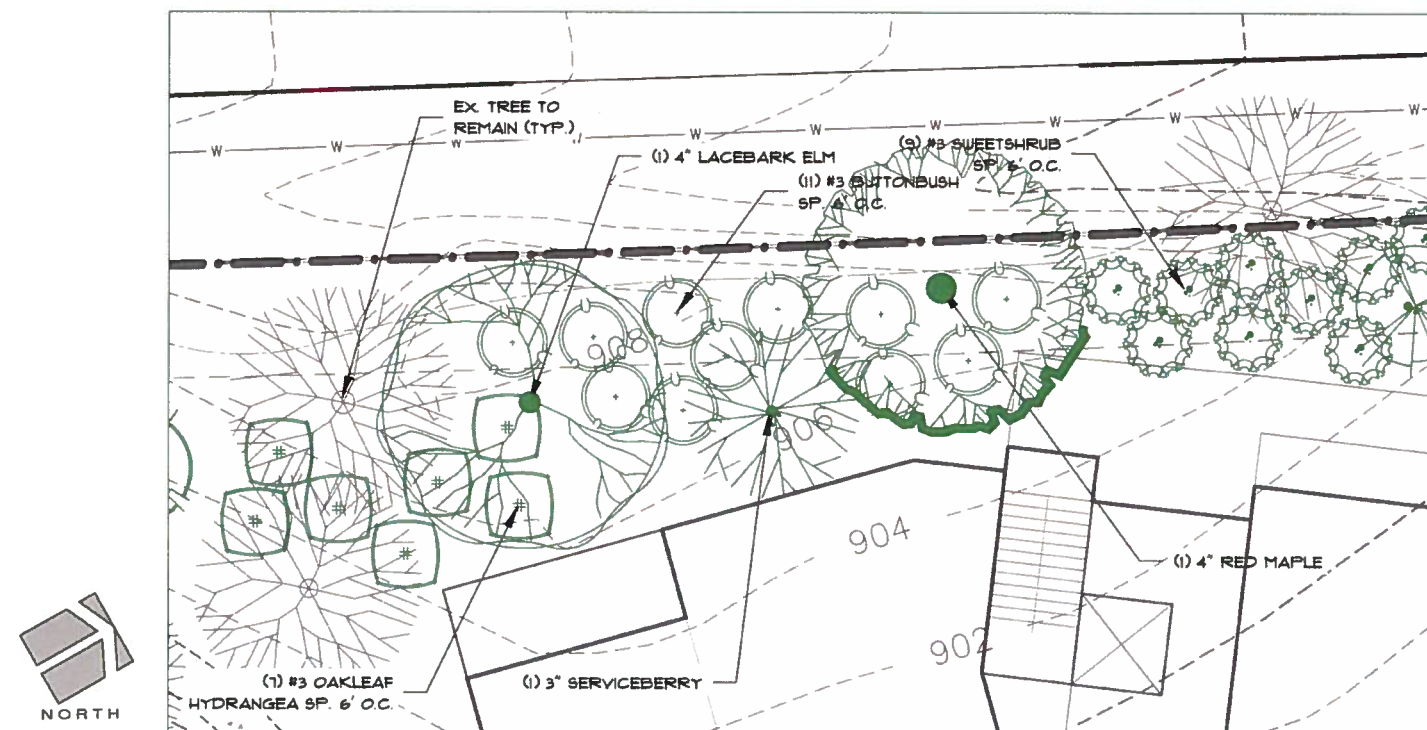 EX. TREE TO
REMAIN (TYP.)
W W W W W W W W W W
(1) 4" LACEBARK ELM
(9) #3 SWEETSHRUB
SP. 6' O.C.
(11) #3 BUTTONBUSH
SP. 6' O.C.
908
906
904
(1) 4" RED MAPLE
902
(7) #3 OAKLEAF
HYDRANGEA SP. 6' O.C.
(1) 3" SERVICEBERRY
NORTH